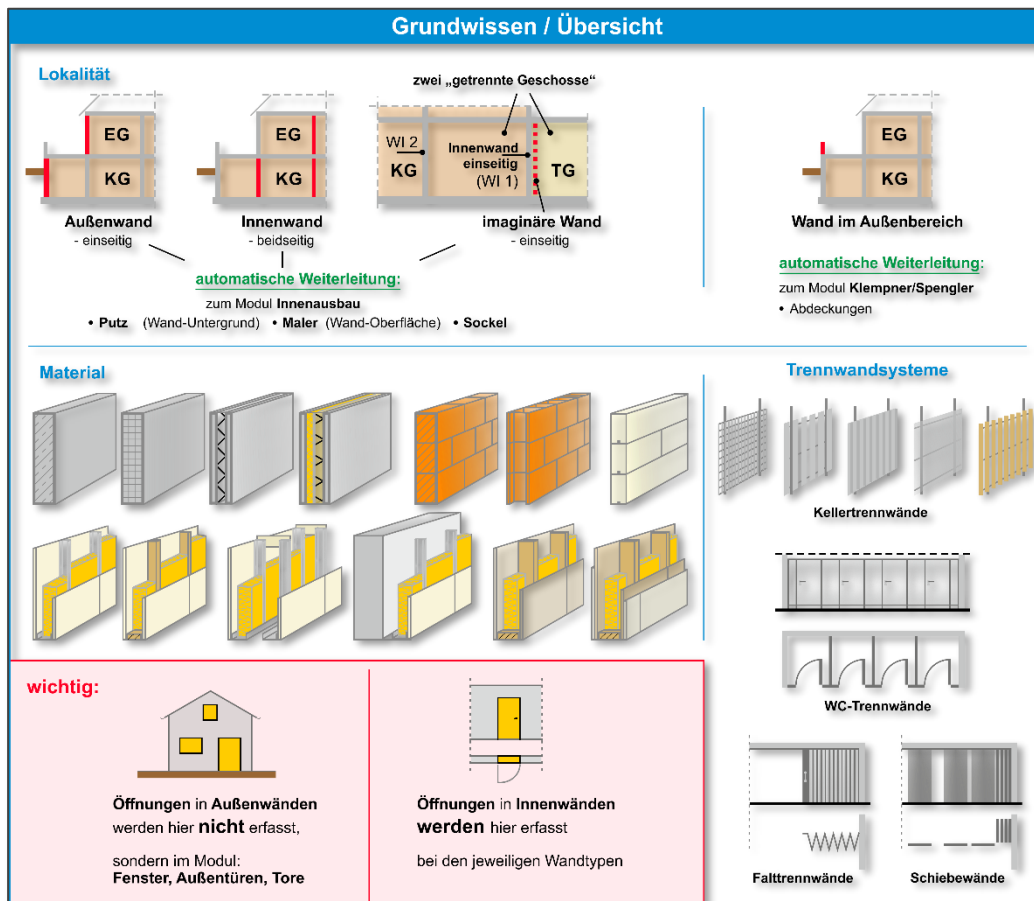 Grundwissen / Übersicht
Lokalität
EG
KG
Außenwand
- einseitig
EG
KG
Innenwand
- beidseitig
zwei „getrennte Geschosse“
WI 2
KG
Innenwand
einseitig
(WI 1)
TG
imaginäre Wand
- einseitig
automatische Weiterleitung:
zum Modul Innenausbau
• Putz (Wand-Untergrund) • Maler (Wand-Oberfläche) • Sockel
EG
KG
Wand im Außenbereich
automatische Weiterleitung:
zum Modul Klempner/Spengler
• Abdeckungen
Material
Trennwandsysteme
Kellertrennwände
WC-Trennwände
Falttrennwände
Schiebewände
wichtig:
Öffnungen in Außenwänden
werden hier nicht erfasst,
sondern im Modul:
Fenster, Außentüren, Tore
Öffnungen in Innenwänden
werden hier erfasst
bei den jeweiligen Wandtypen